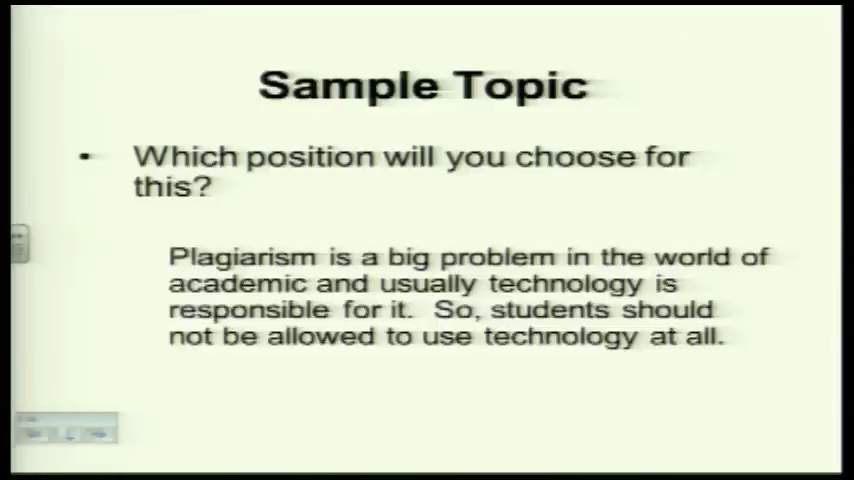 Sample Topic
• Which position will you choose for
this?
Plagiarism is a big problem in the world of
academic and usually technology is
responsible for it. So, students should
not be allowed to use technology at all.